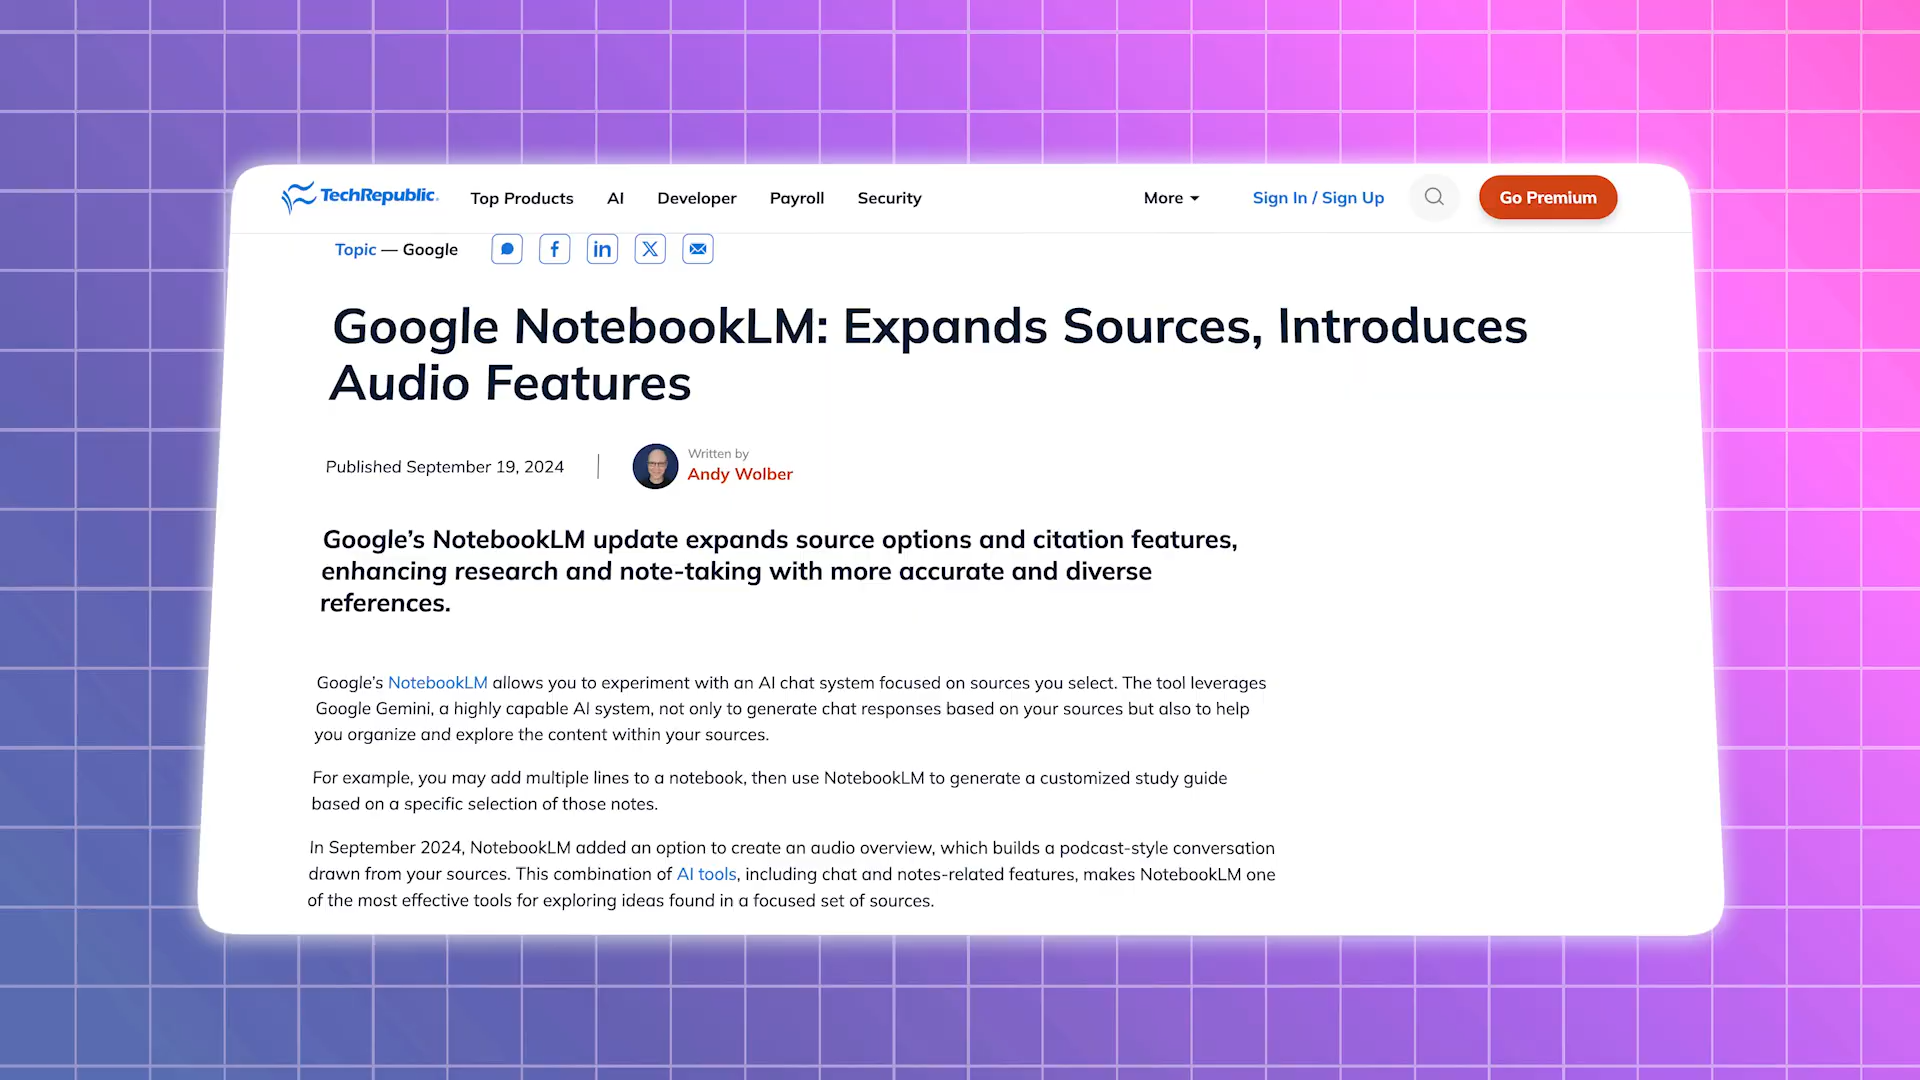 TechRepublic. Top Products AI Developer Payroll Security More Sign In / Sign Up Go Premium
Topic — Google
Google NotebookLM: Expands Sources, Introduces
Audio Features
Published September 19, 2024
Written by
Andy Wolber
Google’s NotebookLM update expands source options and citation features,
enhancing research and note-taking with more accurate and diverse
references.
Google’s NotebookLM allows you to experiment with an AI chat system focused on sources you select. The tool leverages
Google Gemini, a highly capable AI system, not only to generate chat responses based on your sources but also to help
you organize and explore the content within your sources.
For example, you may add multiple lines to a notebook, then use NotebookLM to generate a customized study guide
based on a specific selection of those notes.
In September 2024, NotebookLM added an option to create an audio overview, which builds a podcast-style conversation
drawn from your sources. This combination of AI tools, including chat and notes-related features, makes NotebookLM one
of the most effective tools for exploring ideas found in a focused set of sources.